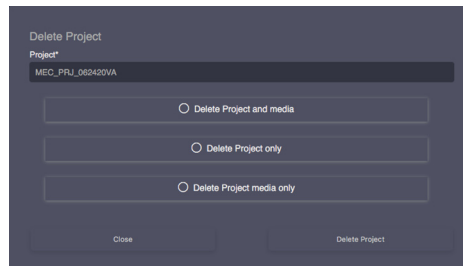 Delete Project
Project*
MEC_PRJ_062420VA
Delete Project and media
Delete Project only
Delete Project media only
Close
Delete Project